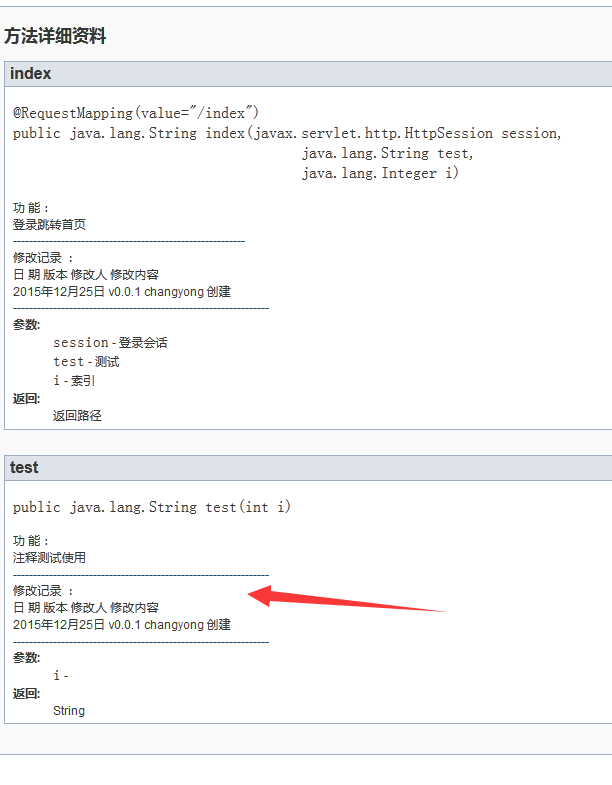 方法详细资料
index
@RequestMapping(value="/index")
public java.lang.String index(javax.servlet.http.HttpSession session,
java.lang.String test,
java.lang.Integer i)
功 能 ：
登录跳转首页
----------------------------------------------------------
修改记录 ：
日 期 版本 修改人 修改内容
2015年12月25日 v0.0.1 changyong 创建
----------------------------------------------------------------
参数:
session - 登录会话
test - 测试
i - 索引
返回:
返回路径
test
public java.lang.String test(int i)
功 能 ：
注释测试使用
----------------------------------------------------------------
修改记录 ：
日 期 版本 修改人 修改内容
2015年12月25日 v0.0.1 changyong 创建
----------------------------------------------------------------
参数:
i -
返回:
String